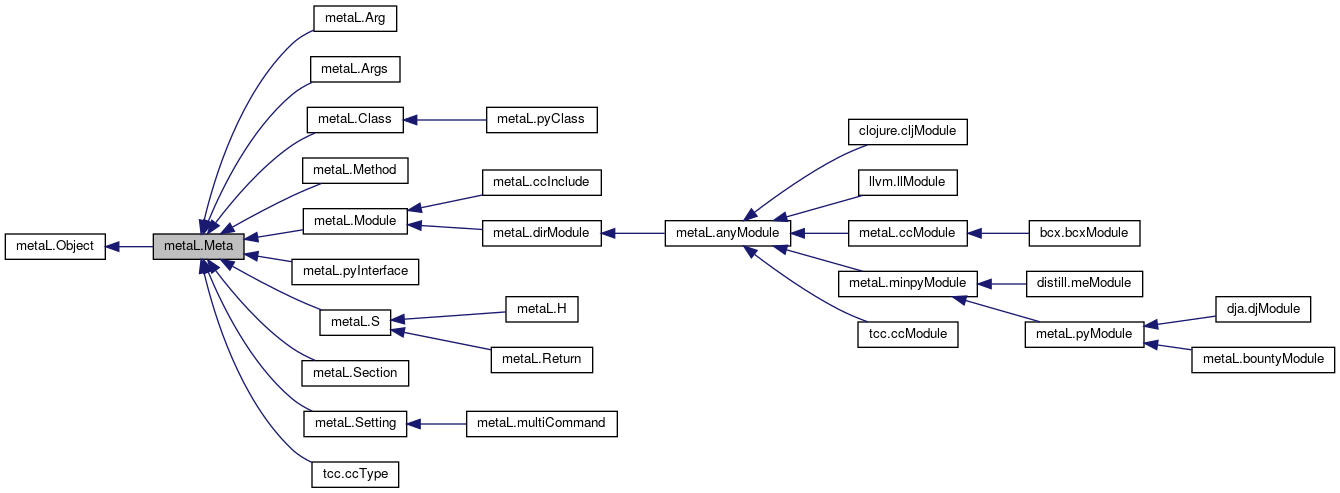 metaL.Arg
metaL.Args
metaL.Class
metaL.pyClass
clojure.cljModule
metaL.Method
metaL.ccInclude
llvm.llModule
metaL.Module
metaL.dirModule
metaL.anyModule
metaL.ccModule
bcx.bcxModule
metaL.Object
metaL.Meta
metaL.pyInterface
metaL.minpyModule
distill.meModule
metaL.S
metaL.H
tcc.ccModule
metaL.pyModule
dja.djModule
metaL.Return
metaL.bountyModule
metaL.Section
metaL.Setting
metaL.multiCommand
tcc.ccType